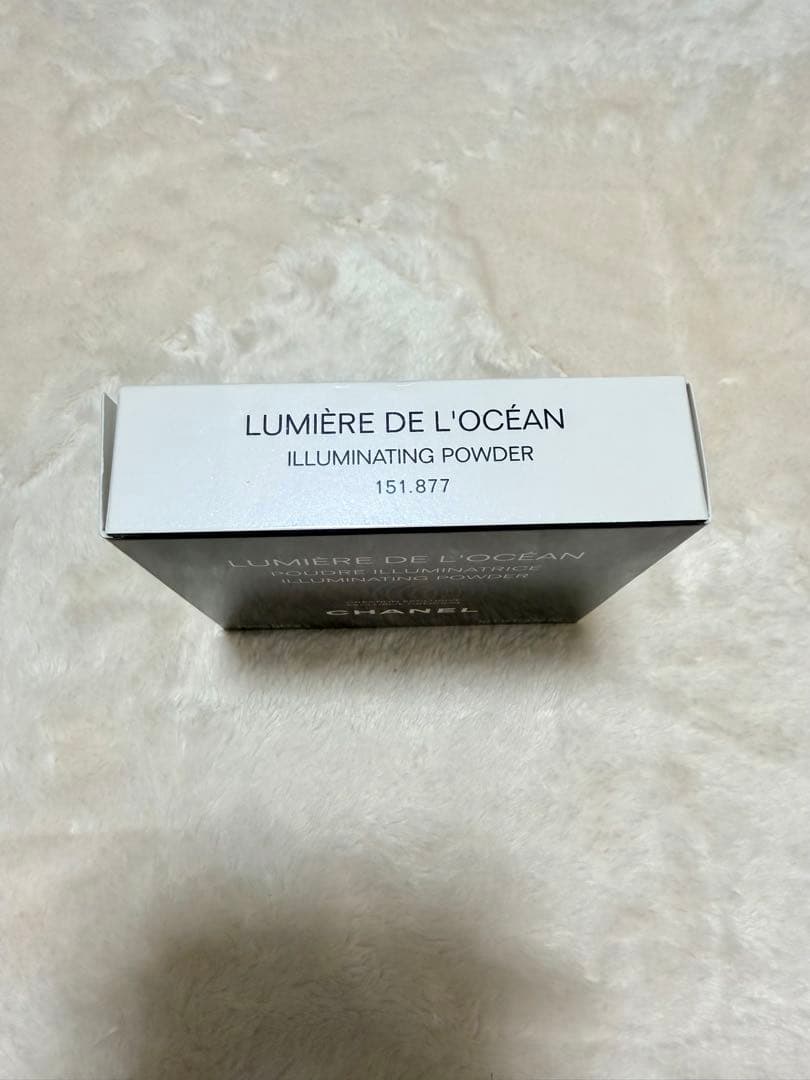 LUMIÈRE DE L'OCÉAN
ILLUMINATING POWDER
151.877
LUMIÈRE DE L'OCÉAN
POUDRE ILLUMINATRICE
ILLUMINATING POWDER
CHANEL